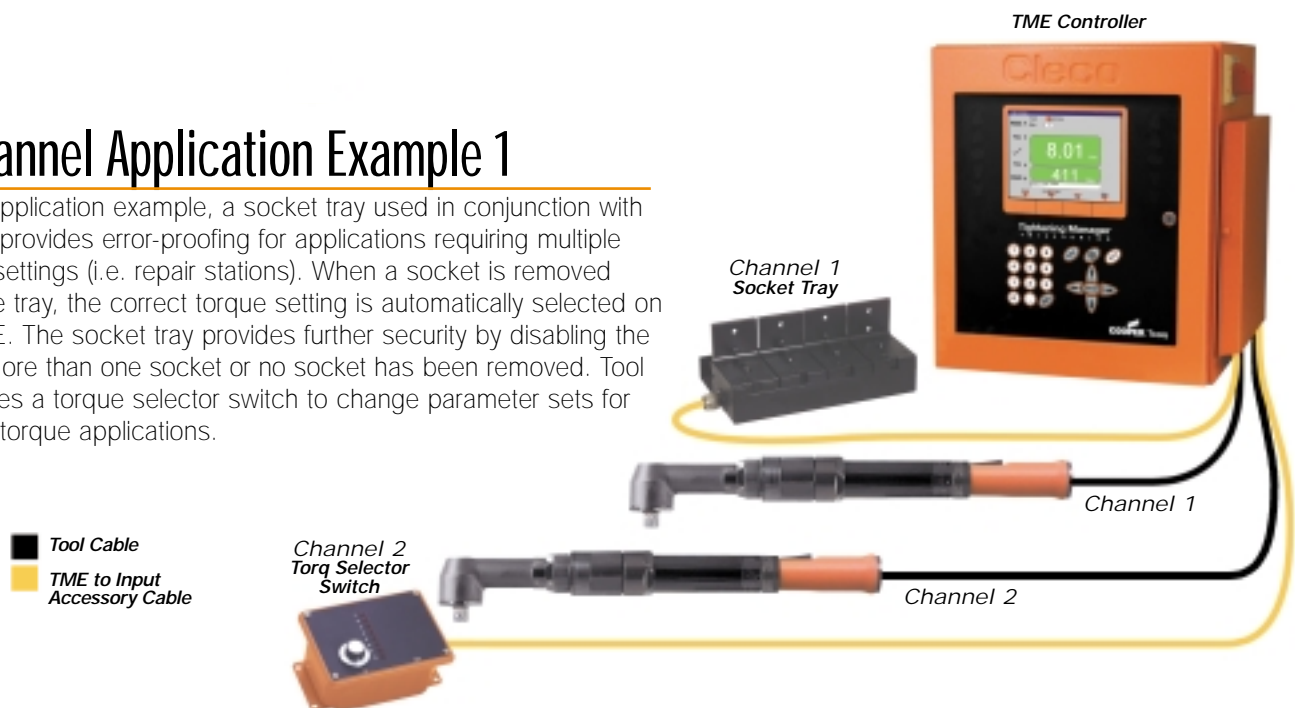 TME Controller
Cleco
8.01
411
Tightening Manager
COOPER Tools
annel Application Example 1
pplication example, a socket tray used in conjunction with
provides error-proofing for applications requiring multiple
settings (i.e. repair stations). When a socket is removed
e tray, the correct torque setting is automatically selected on
E. The socket tray provides further security by disabling the
ore than one socket or no socket has been removed. Tool
es a torque selector switch to change parameter sets for
torque applications.
Channel 1
Socket Tray
Channel 1
Tool Cable
TME to Input
Accessory Cable
Channel 2
Torq Selector
Switch
Channel 2